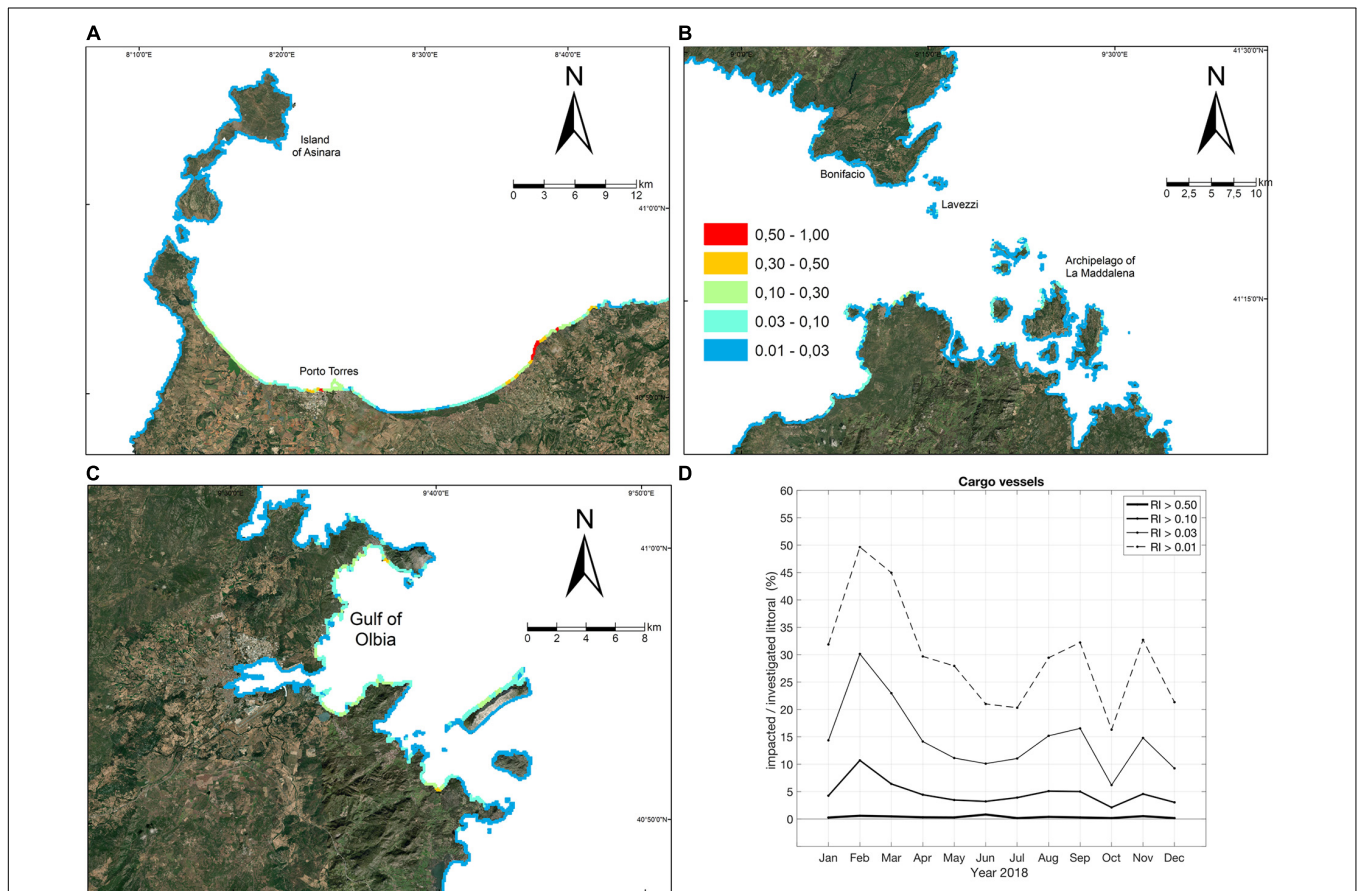 A
8°10'0"E 8°20'0"E 8°30'0"E 8°40'0"E
N
Island
of Asinara
km
0 3 6 9 12
41°0'0"N
Porto Torres
B
9°30'0"E
41°30'0"N
N
Bonifacio
km
0 2,5 5 7,5 10
Lavezzi
0,50 - 1,00
0,30 - 0,50
0,10 - 0,30
0.03 - 0,10
0.01 - 0,03
Archipelago of
La Maddalena
41°15'0"N
C
9°40'0"E 9°50'0"E
N
41°0'0"N
Gulf of
Olbia
km
0 2 4 6 8
40°50'0"N
D
Cargo vessels
RI > 0.50
RI > 0.10
RI > 0.03
RI > 0.01
impacted / investigated littoral (%)
60
55
50
45
40
35
30
25
20
15
10
5
0
Jan Feb Mar Apr May Jun Jul Aug Sep Oct Nov Dec
Year 2018